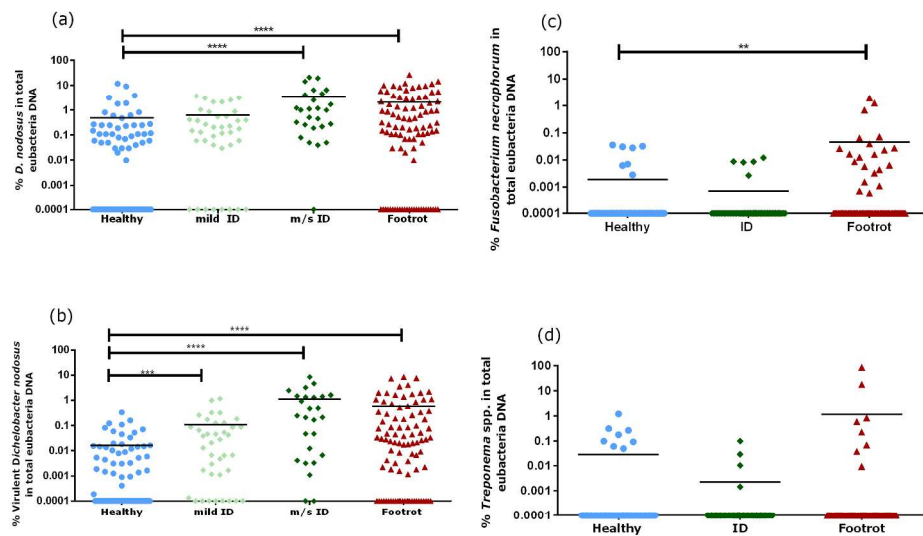 (a)
****
****
% D. nodosus in total
eubacteria DNA
100
10
1
0.1
0.01
0.001
0.0001
Healthy
mild ID
m/s ID
Footrot
(c)
**
% Fusobacterium necrophorum in
total eubacteria DNA
100
10
1
0.1
0.01
0.001
0.0001
Healthy
ID
Footrot
(b)
****
****
***
% Virulent Dichelobacter nodosus
in total eubacteria DNA
100
10
1
0.1
0.01
0.001
0.0001
Healthy
mild ID
m/s ID
Footrot
(d)
% Treponema spp. in total
eubacteria DNA
100
10
1
0.1
0.01
0.001
0.0001
Healthy
ID
Footrot